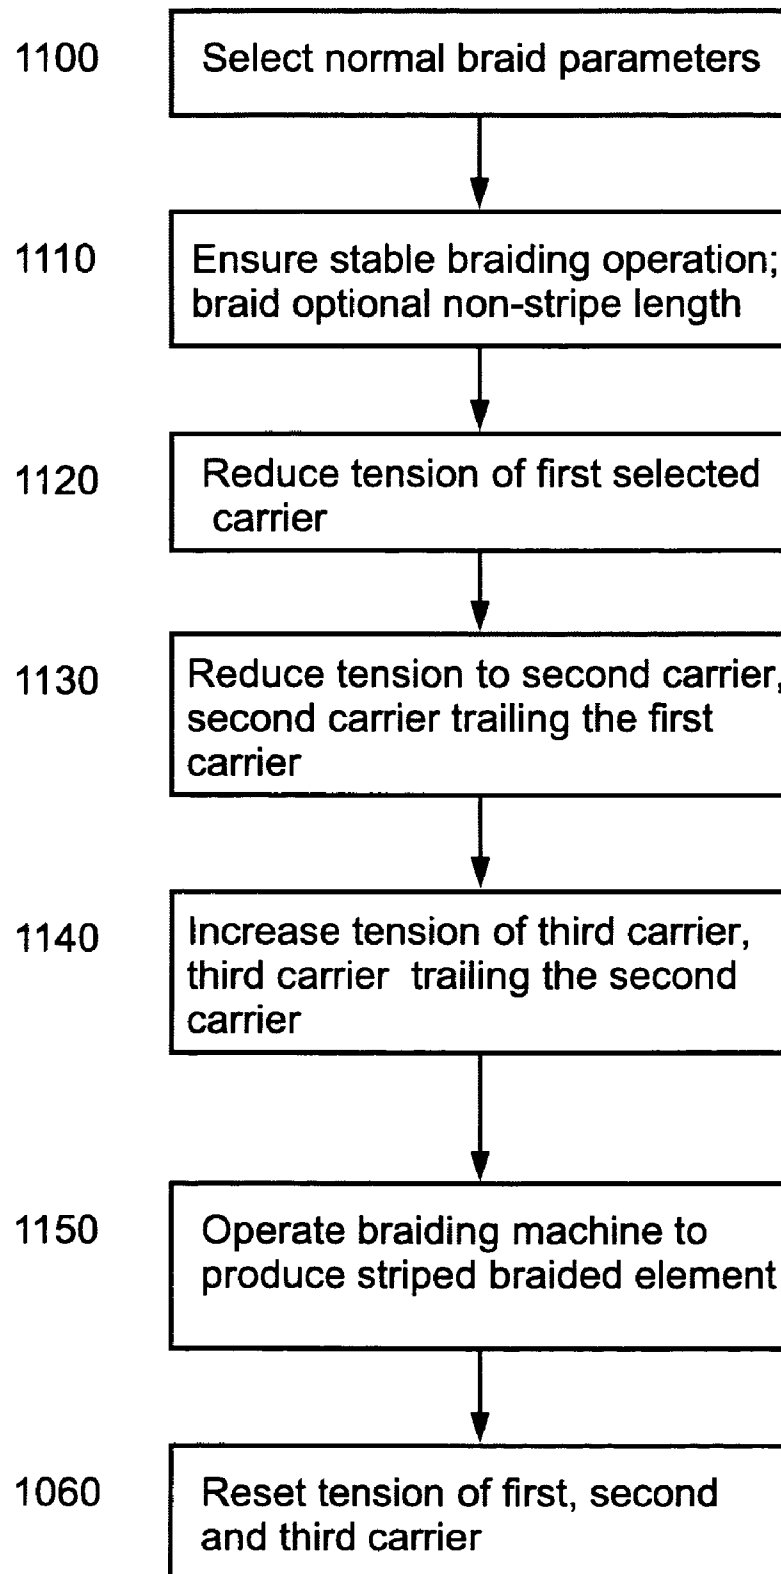 1100
Select normal braid parameters
1110
Ensure stable braiding operation;
braid optional non-stripe length
1120
Reduce tension of first selected
carrier
1130
Reduce tension to second carrier,
second carrier trailing the first
carrier
1140
Increase tension of third carrier,
third carrier trailing the second
carrier
1150
Operate braiding machine to
produce striped braided element
1060
Reset tension of first, second
and third carrier